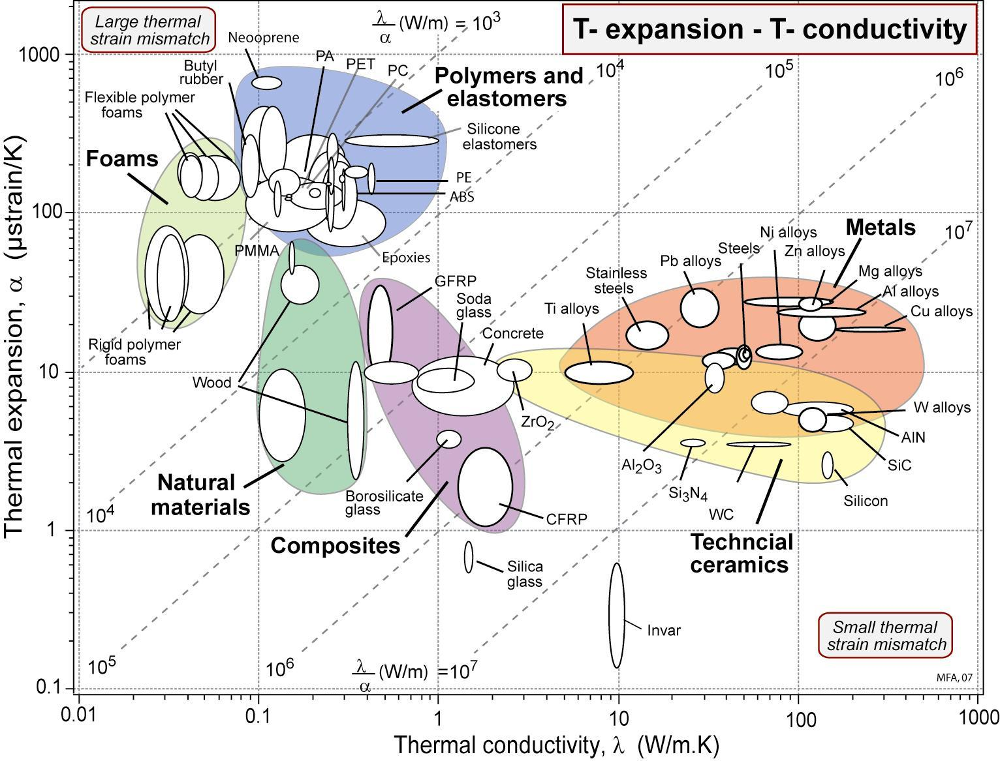 Large thermal
strain mismatch
λ/α (W/m) = 10³
T- expansion - T- conductivity
Neooprene
PA
PET
PC
Butyl
rubber
Polymers and
elastomers
10⁴
10⁵
10⁶
1000
Flexible polymer
foams
Silicone
elastomers
Foams
PE
ABS
100
PMMA
Epoxies
Metals
10⁷
Ni alloys
Zn alloys
Steels
Pb alloys
Mg alloys
Stainless
steels
Al alloys
Ti alloys
Cu alloys
GFRP
Soda
glass
Concrete
Rigid polymer
foams
10
Wood
ZrO₂
W alloys
AlN
SiC
Al₂O₃
Si₃N₄
WC
Silicon
Natural
materials
Borosilicate
glass
10⁴
CFRP
Composites
1
Techncial
ceramics
Silica
glass
Invar
Small thermal
strain mismatch
10⁵
10⁶
λ/α (W/m) =10⁷
MFA, 07
0.1
0.01
0.1
1
10
100
1000
Thermal conductivity, λ (W/m.K)
Thermal expansion, α (µstrain/K)